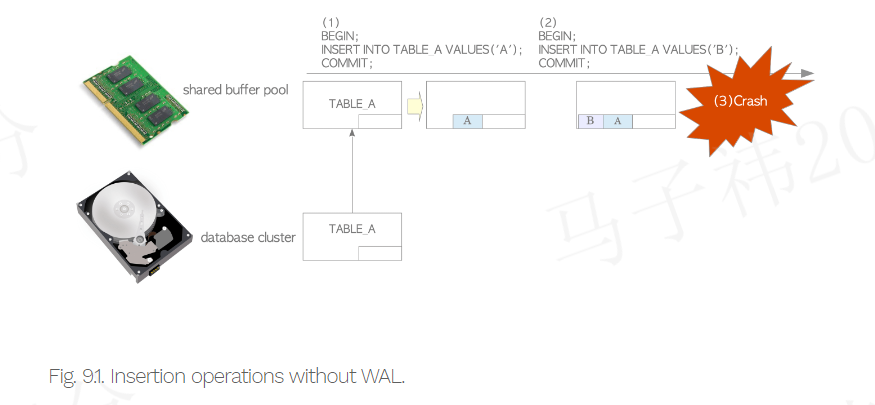 (1)
BEGIN;
INSERT INTO TABLE_A VALUES('A');
COMMIT;
(2)
BEGIN;
INSERT INTO TABLE_A VALUES('B');
COMMIT;
(3)Crash
shared buffer pool
TABLE_A
A
B A
database cluster
TABLE_A
马子祎20
Fig. 9.1. Insertion operations without WAL.